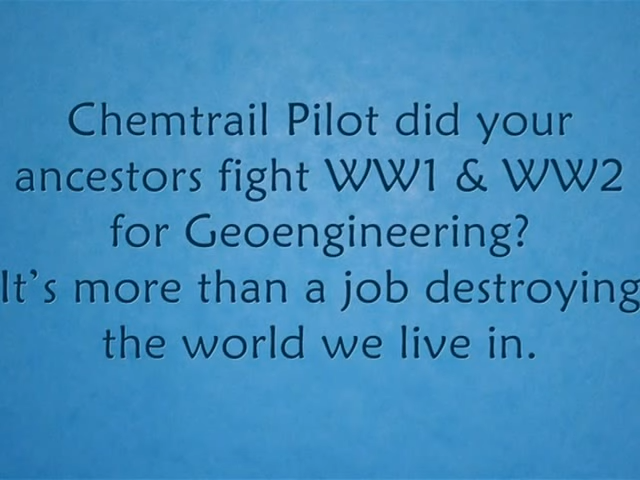 Chemtrail Pilot did your
ancestors fight WW1 & WW2
for Geoengineering?
It's more than a job destroying
the world we live in.